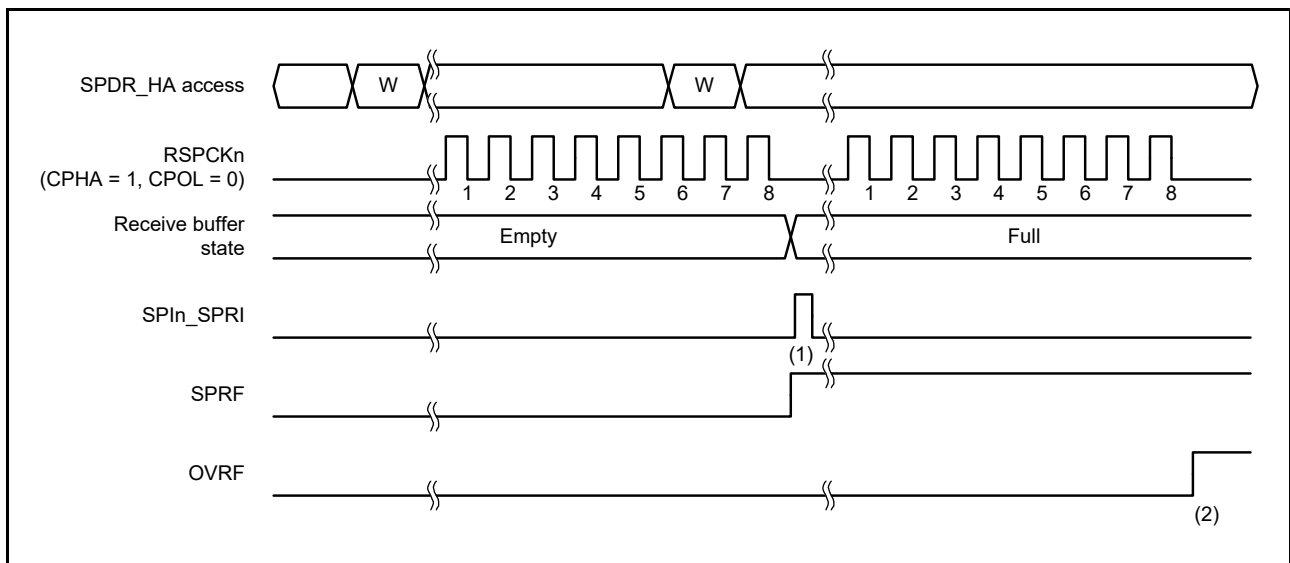 SPDR_HA access
W
W
RSPCKn
(CPHA = 1, CPOL = 0)
1 2 3 4 5 6 7 8
1 2 3 4 5 6 7 8
Receive buffer
state
Empty
Full
SPIn_SPRI
(1)
SPRF
OVRF
(2)